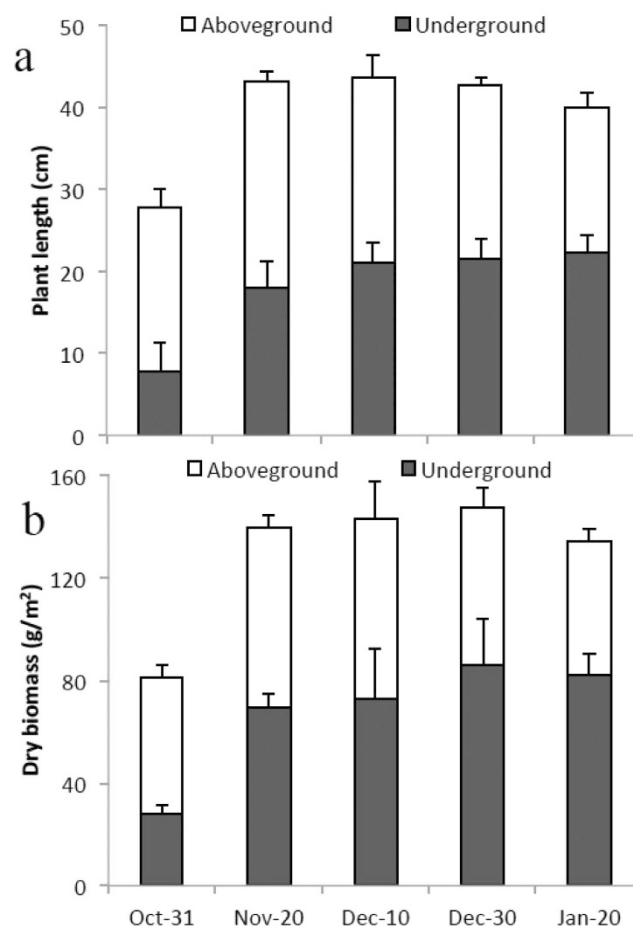 a
Aboveground Underground
50
40
30
20
10
0
Plant length (cm)
b
Aboveground Underground
160
120
80
40
0
Dry biomass (g/m²)
Oct-31 Nov-20 Dec-10 Dec-30 Jan-20